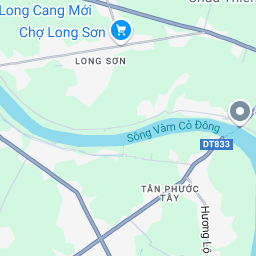 Long Cang Mới
Chợ Long Sơn
LONG SƠN
Sông Vàm Cỏ Đông
DT833
TÂN PHƯỚC
TÂY
Hương Lộ